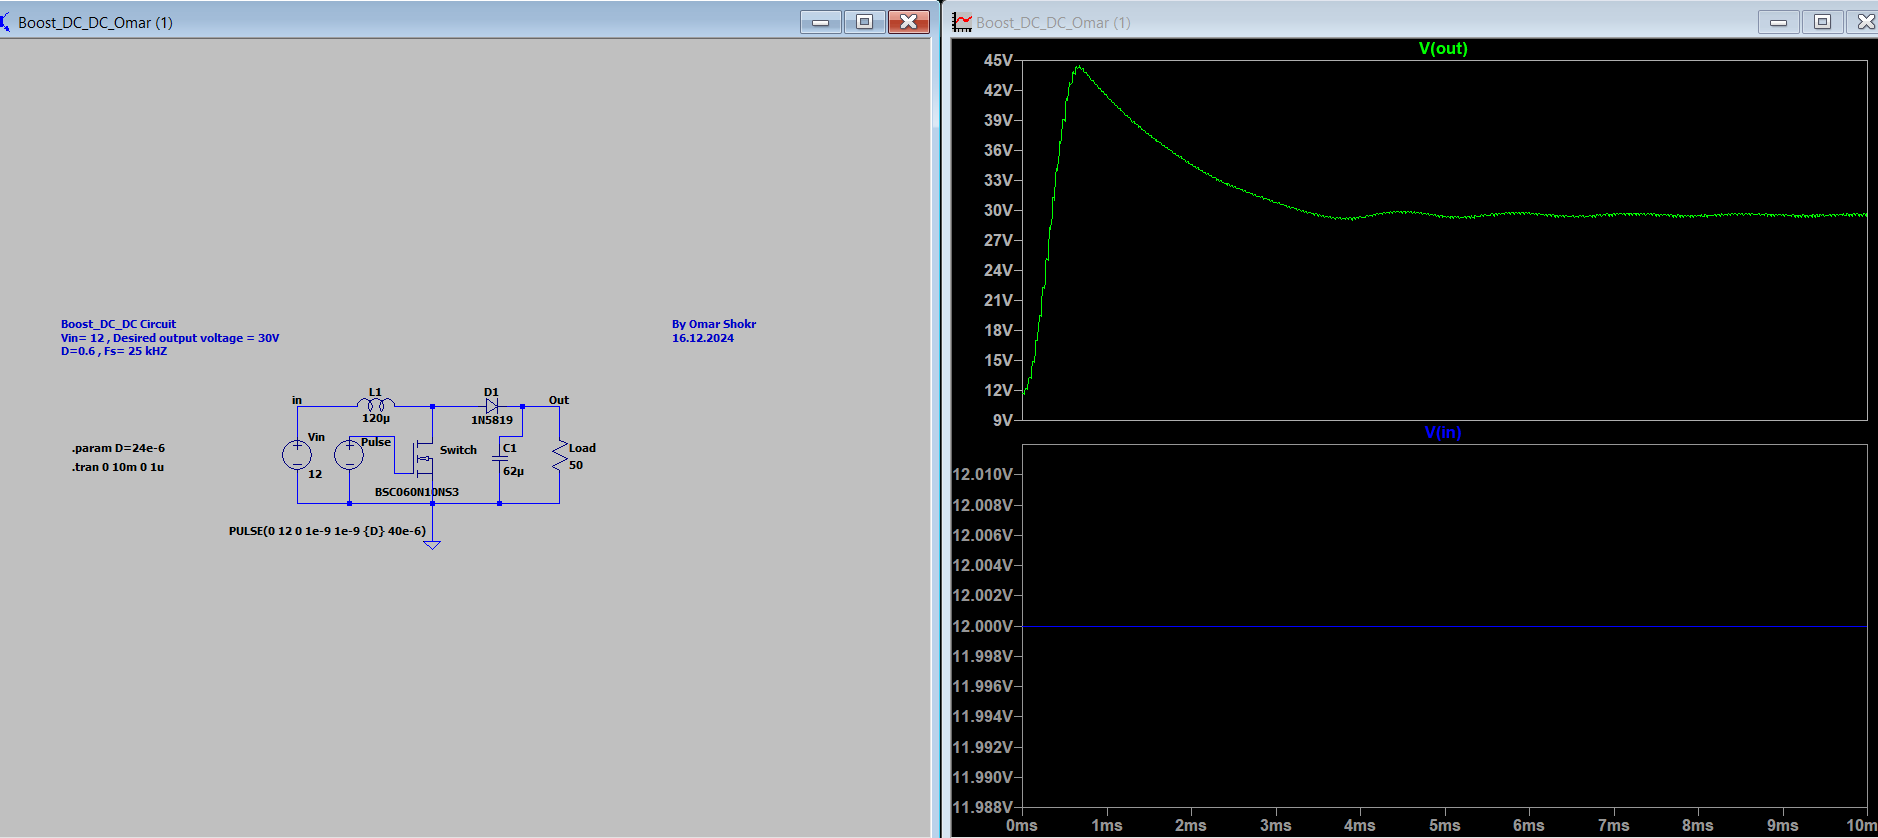 Boost_DC_DC_Omar (1)
Boost_DC_DC Circuit
Vin= 12 , Desired output voltage = 30V
D=0.6 , Fs= 25 kHZ
By Omar Shokr
16.12.2024
in
L1
120µ
D1
1N5819
Out
.param D=24e-6
.tran 0 10m 0 1u
Vin
12
Pulse
Switch
BSC060N10NS3
C1
62µ
Load
50
PULSE(0 12 0 1e-9 1e-9 {D} 40e-6)
Boost_DC_DC_Omar (1)
V(out)
45V
42V
39V
36V
33V
30V
27V
24V
21V
18V
15V
12V
9V
V(in)
12.010V
12.008V
12.006V
12.004V
12.002V
12.000V
11.998V
11.996V
11.994V
11.992V
11.990V
11.988V
0ms 1ms 2ms 3ms 4ms 5ms 6ms 7ms 8ms 9ms 10m